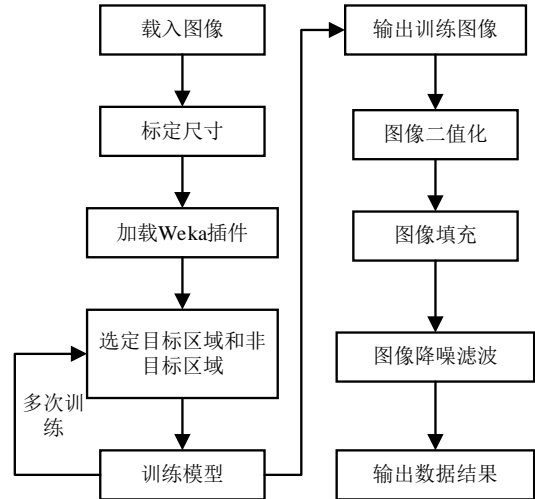 载入图像
标定尺寸
加载Weka插件
选定目标区域和非
目标区域
多次训
练
训练模型
输出训练图像
图像二值化
图像填充
图像降噪滤波
输出数据结果